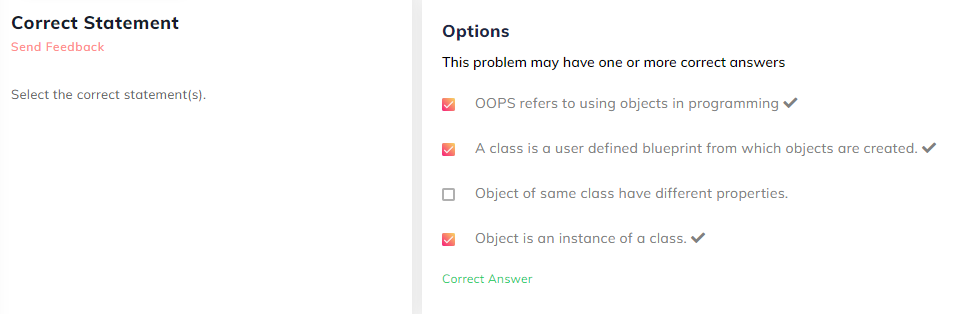 Correct Statement
Send Feedback
Select the correct statement(s).
Options
This problem may have one or more correct answers
OOPS refers to using objects in programming
A class is a user defined blueprint from which objects are created.
Object of same class have different properties.
Object is an instance of a class.
Correct Answer